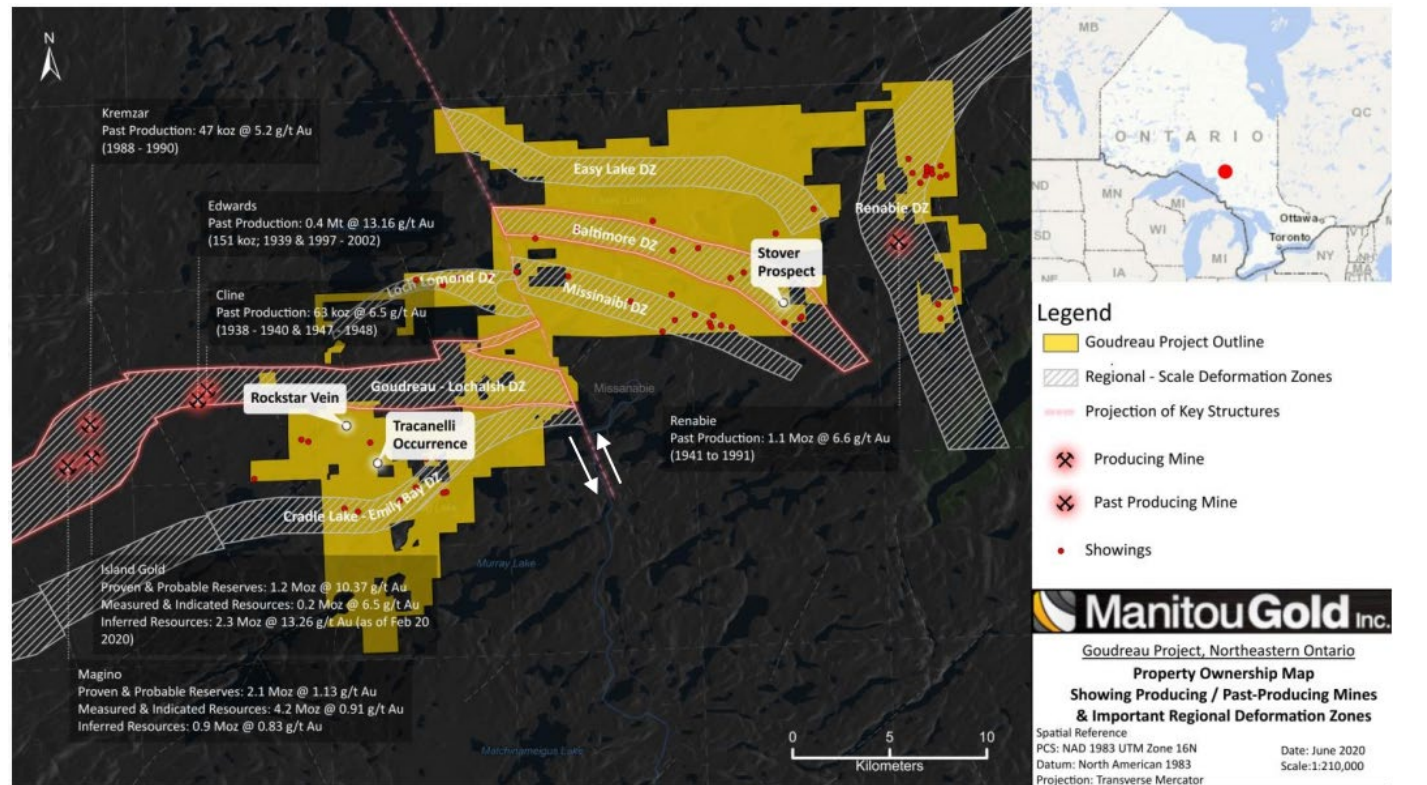 N
Kremzar
Past Production: 47 koz @ 5.2 g/t Au
(1988 - 1990)
Edwards
Past Production: 0.4 Mt @ 13.16 g/t Au
(151 koz; 1939 & 1997 - 2002)
Cline
Past Production: 63 koz @ 6.5 g/t Au
(1938 - 1940 & 1947 - 1948)
Easy Lake DZ
Renabie DZ
Baltimore DZ
Stover
Prospect
Loch Lomond DZ
Missinaibi DZ
Goudreau - Lochalsh DZ
Missanabie
Rockstar Vein
Tracanelli
Occurrence
Renabie
Past Production: 1.1 Moz @ 6.6 g/t Au
(1941 to 1991)
Cradle Lake - Emily Bay DZ
Murray Lake
Island Gold
Proven & Probable Reserves: 1.2 Moz @ 10.37 g/t Au
Measured & Indicated Resources: 0.2 Moz @ 6.5 g/t Au
Inferred Resources: 2.3 Moz @ 13.26 g/t Au (as of Feb 20
2020)
Magino
Proven & Probable Reserves: 2.1 Moz @ 1.13 g/t Au
Measured & Indicated Resources: 4.2 Moz @ 0.91 g/t Au
Inferred Resources: 0.9 Moz @ 0.83 g/t Au
Matchinameigus Lake
0 5 10
Kilometers
MB
ONTARIO
QC
ND
MN
MI
Ottawa
SD
WI
Toronto
VT
MI
NY
NH
MA
CT
NE
IA
Legend
Goudreau Project Outline
Regional - Scale Deformation Zones
Projection of Key Structures
Producing Mine
Past Producing Mine
Showings
ManitouGold Inc.
Goudreau Project, Northeastern Ontario
Property Ownership Map
Showing Producing / Past-Producing Mines
& Important Regional Deformation Zones
Spatial Reference
PCS: NAD 1983 UTM Zone 16N
Datum: North American 1983
Projection: Transverse Mercator
Date: June 2020
Scale:1:210,000